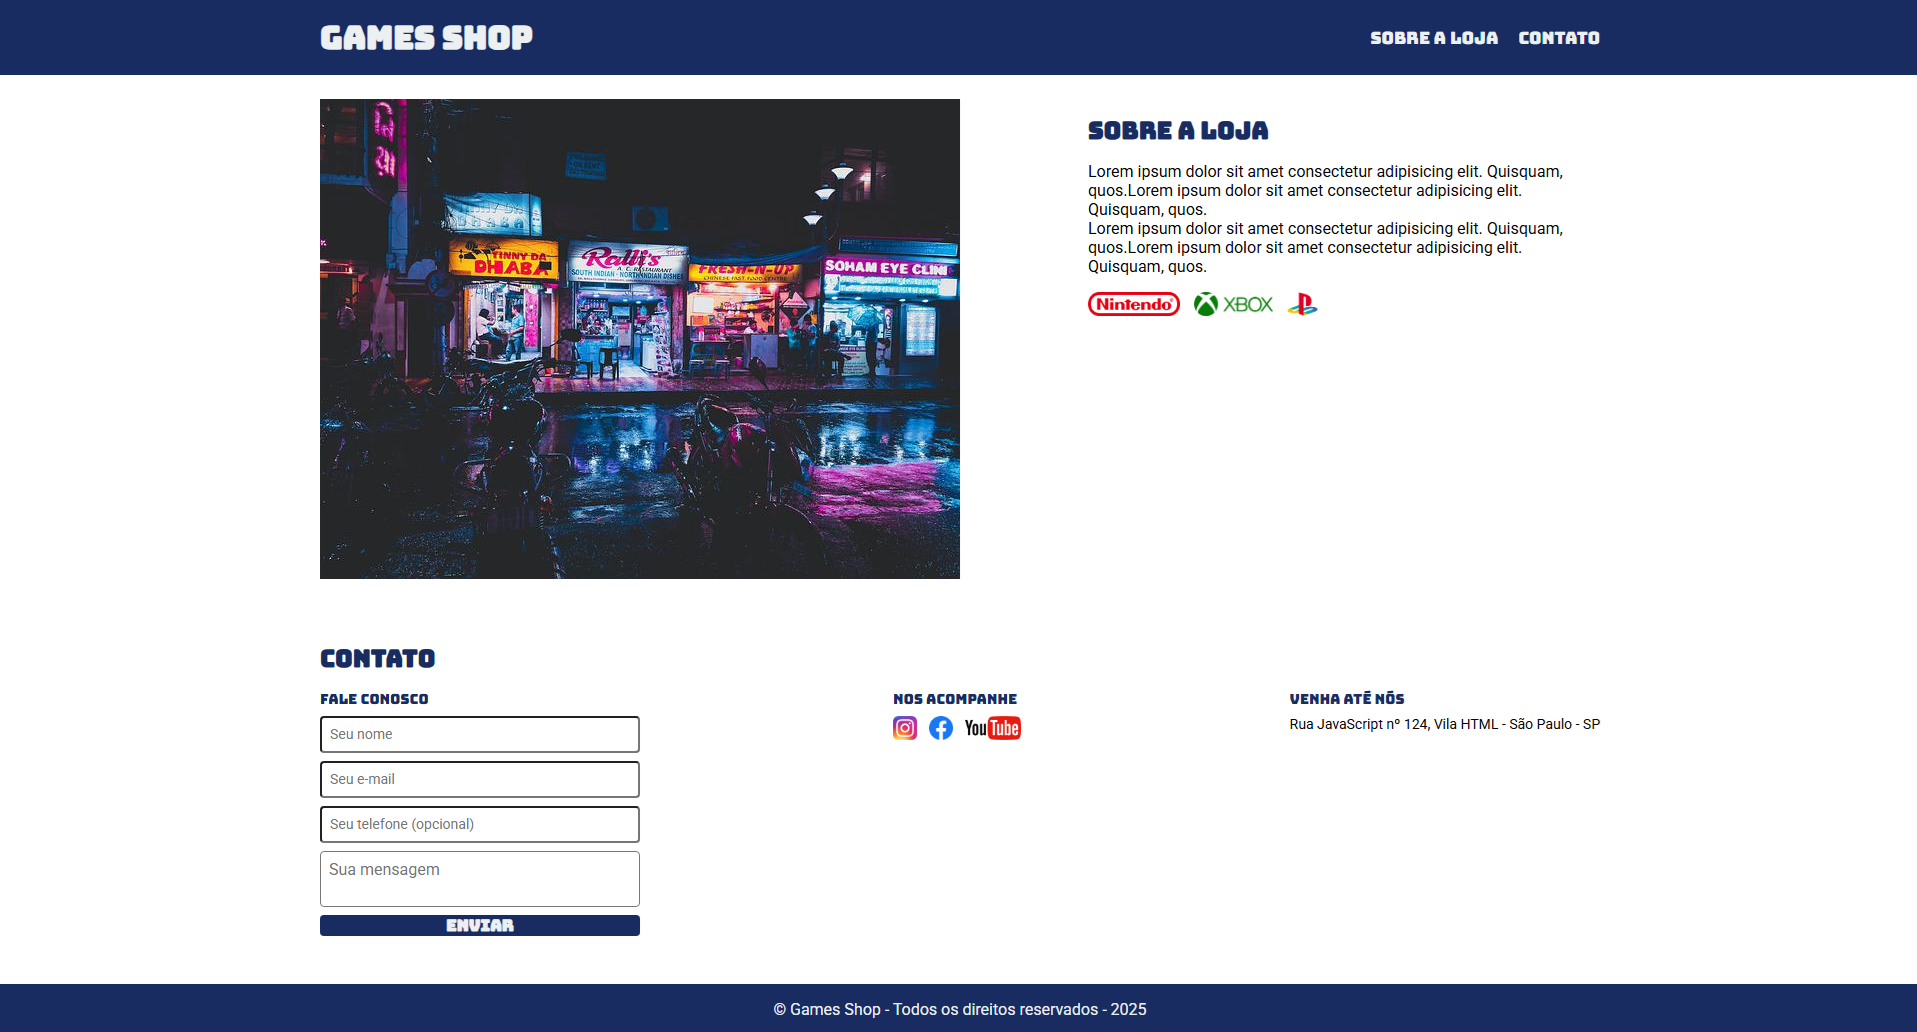 GAMES SHOP
SOBRE A LOJA CONTATO
TINNY DA
DHABA
Ralli's
A. C. RESTAURANT
SOUTH INDIAN - NORTH INDIAN DISHES
FRESH-N-UP
CHINESE FAST FOOD CENTRE
SOHAM EYE CLINI
SOBRE A LOJA
Lorem ipsum dolor sit amet consectetur adipisicing elit. Quisquam,
quos.Lorem ipsum dolor sit amet consectetur adipisicing elit.
Quisquam, quos.
Lorem ipsum dolor sit amet consectetur adipisicing elit. Quisquam,
quos.Lorem ipsum dolor sit amet consectetur adipisicing elit.
Quisquam, quos.
Nintendo XBOX
CONTATO
FALE CONOSCO
Seu nome
Seu e-mail
Seu telefone (opcional)
Sua mensagem
ENVIAR
NOS ACOMPANHE
YouTube
VENHA ATÉ NÓS
Rua JavaScript nº 124, Vila HTML - São Paulo - SP
© Games Shop - Todos os direitos reservados - 2025